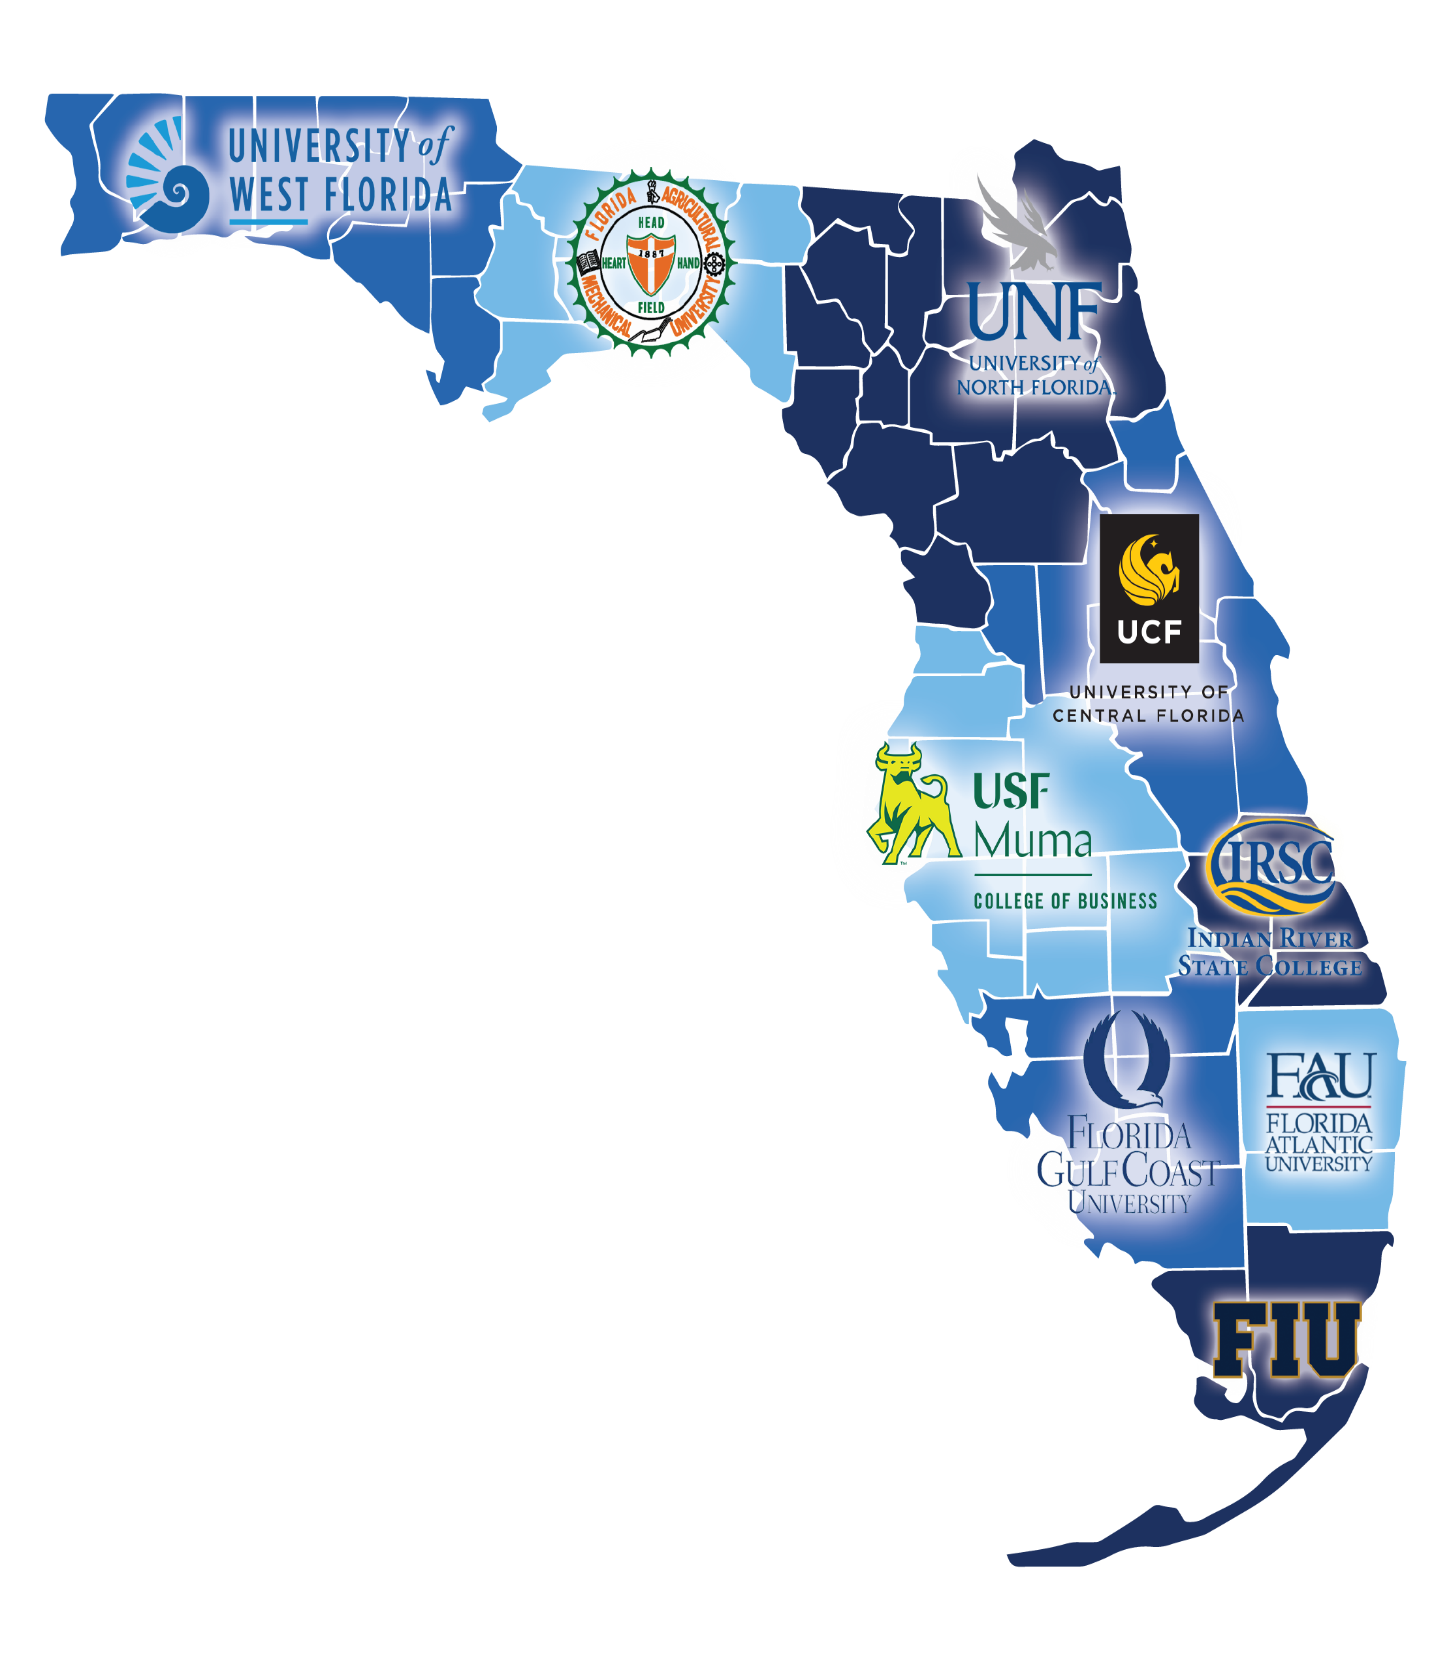 UNIVERSITY of
WEST FLORIDA
FLORIDA AGRICULTURAL
MECHANICAL UNIVERSITY
HEAD
1887
HEART
HAND
FIELD
UNF
UNIVERSITY of
NORTH FLORIDA
UCF
UNIVERSITY OF
CENTRAL FLORIDA
USF
Muma
COLLEGE OF BUSINESS
TM
IRSC
INDIAN RIVER
STATE COLLEGE
FLORIDA
GULF COAST
UNIVERSITY
FAU
FLORIDA
ATLANTIC
UNIVERSITY
FIU